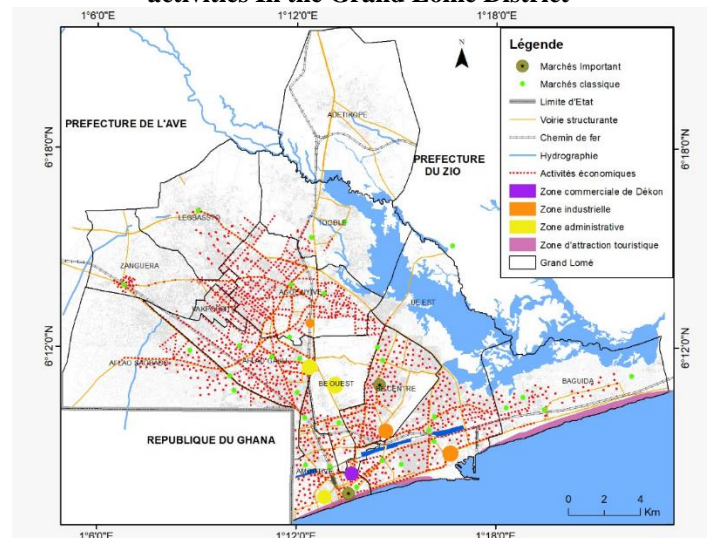 activities in the Grand Lomé District
1°6'0"E 1°12'0"E 1°18'0"E
N
Légende
Marchés Important
Marchés classique
Limite d'Etat
Voirie structurante
Chemin de fer
Hydrographie
Activités économiques
Zone commerciale de Dékon
Zone industrielle
Zone administrative
Zone d'attraction touristique
Grand Lomé
ADETIKOPE
PREFECTURE DE L'AVE
PREFECTURE
DU ZIO
6°18'0"N
6°18'0"N
LEGBASSITO
TOGBLE
ZANGUERA
AGOENYIVE
BE EST
6°12'0"N
6°12'0"N
BE OUEST
BE CENTRE
BAGUIDA
REPUBLIQUE DU GHANA
0 2 4
Km
1°6'0"E 1°12'0"E 1°18'0"E